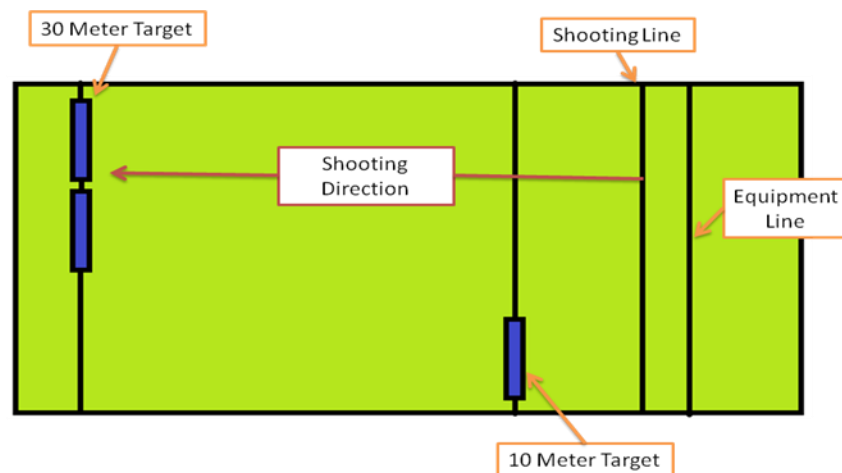 30 Meter Target
Shooting Line
Shooting
Direction
Equipment
Line
10 Meter Target